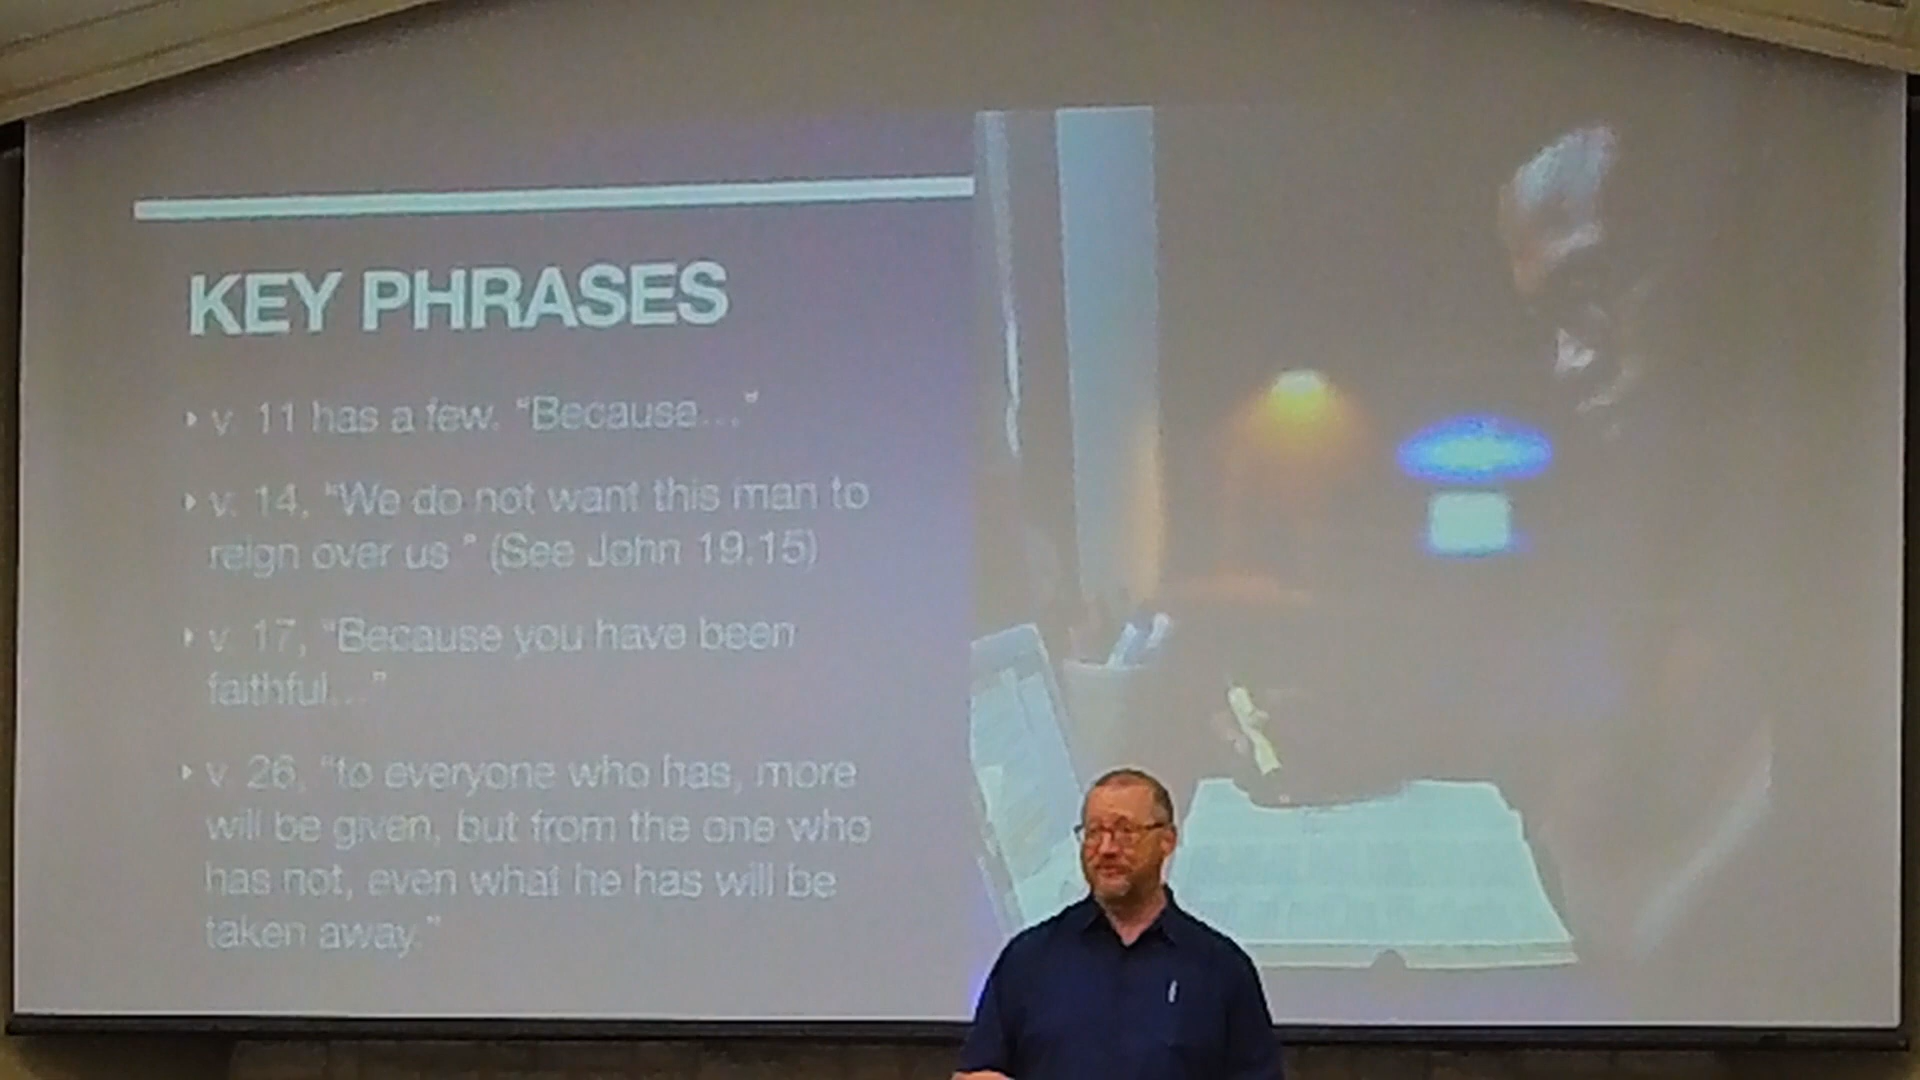 KEY PHRASES
v. 11 has a few. "Because..."
v. 14, "We do not want this man to
reign over us." (See John 19.15)
v. 17, "Because you have been
faithful..."
v. 26, "to everyone who has, more
will be given, but from the one who
has not, even what he has will be
taken away."